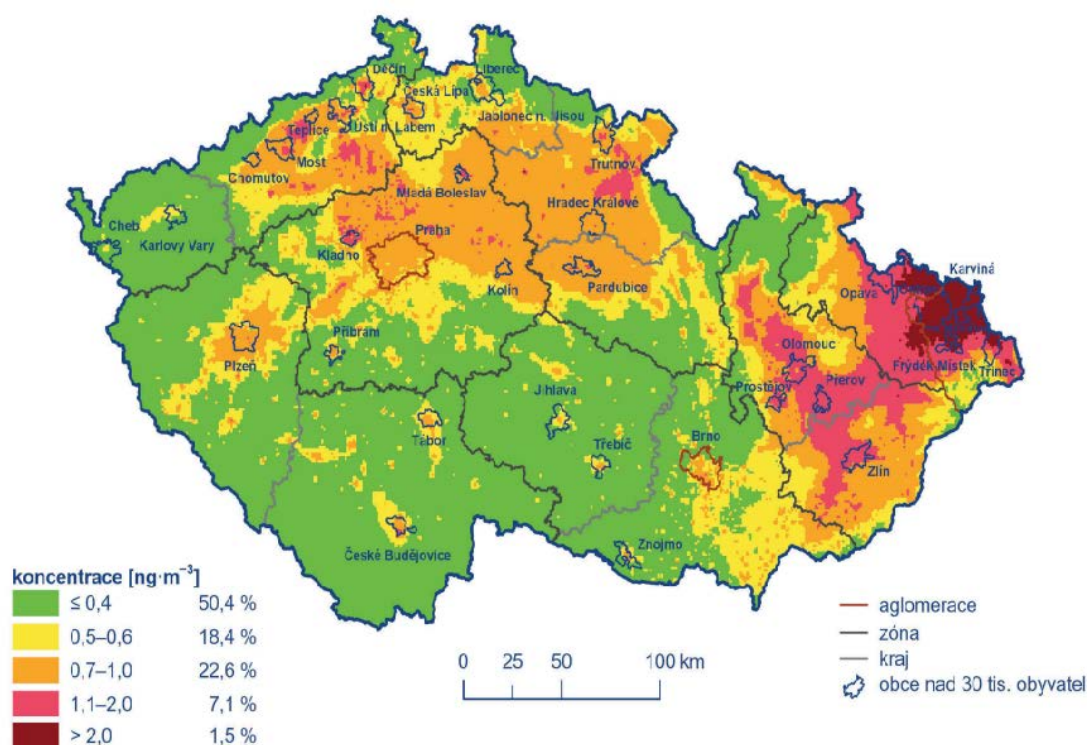 Děčín
Liberec
Česká Lípa
Jablonec n. Nisou
Ústí n. Labem
Teplice
Trutnov
Most
Chomutov
Mladá Boleslav
Hradec Králové
Cheb
Karlovy Vary
Praha
Kladno
Kolín
Pardubice
Karviná
Opava
Příbram
Plzeň
Olomouc
Frýdek Místek
Třinec
Jihlava
Prostějov
Přerov
Tábor
Brno
Třebíč
Zlín
České Budějovice
Znojmo
koncentrace [ng·m⁻³]
≤ 0,4 50,4 %
0,5–0,6 18,4 %
0,7–1,0 22,6 %
1,1–2,0 7,1 %
> 2,0 1,5 %
0 25 50 100 km
aglomerace
zóna
kraj
obce nad 30 tis. obyvatel